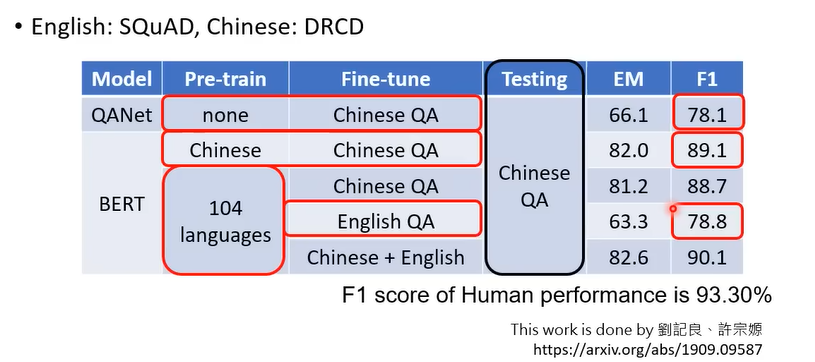 • English: SQuAD, Chinese: DRCD
Model Pre-train Fine-tune Testing EM F1
QANet none Chinese QA 66.1 78.1
Chinese Chinese QA 82.0 89.1
Chinese QA 81.2 88.7
BERT 104 languages English QA Chinese QA 63.3 78.8
Chinese + English 82.6 90.1
F1 score of Human performance is 93.30%
This work is done by 劉記良、許宗嫄
https://arxiv.org/abs/1909.09587